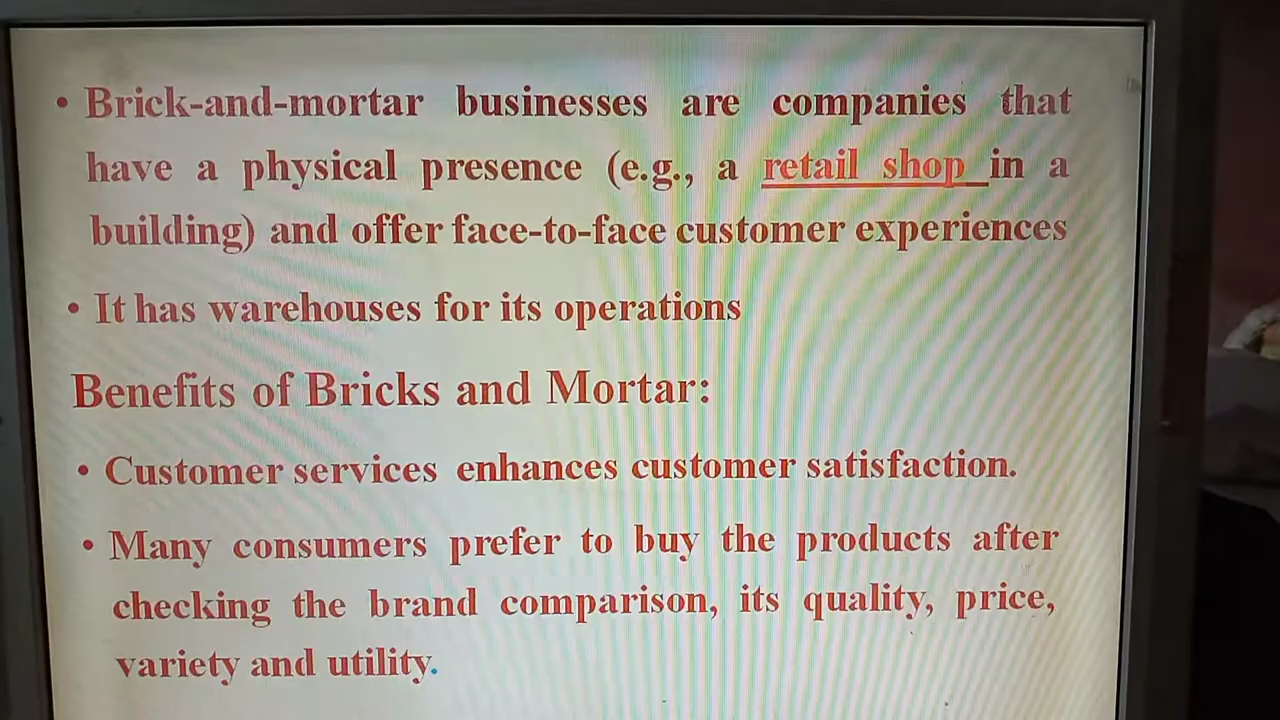 • Brick-and-mortar businesses are companies that
have a physical presence (e.g., a retail shop in a
building) and offer face-to-face customer experiences
• It has warehouses for its operations
Benefits of Bricks and Mortar:
• Customer services enhances customer satisfaction.
• Many consumers prefer to buy the products after
checking the brand comparison, its quality, price,
variety and utility.